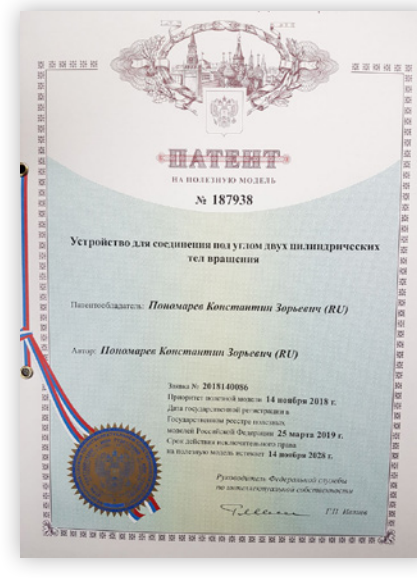 ПАТЕНТ
НА ПОЛЕЗНУЮ МОДЕЛЬ
№ 187938
Устройство для соединения под углом двух цилиндрических
тел вращения
Патентообладатель: Пономарев Константин Зорьевич (RU)
Автор: Пономарев Константин Зорьевич (RU)
Заявка № 2018140086
Приоритет полезной модели 14 ноября 2018 г.
Дата государственной регистрации в
Государственном реестре полезных
моделей Российской Федерации 25 марта 2019 г.
Срок действия исключительного права
на полезную модель истекает 14 ноября 2028 г.
Руководитель Федеральной службы
по интеллектуальной собственности
Г.П. Ивлиев